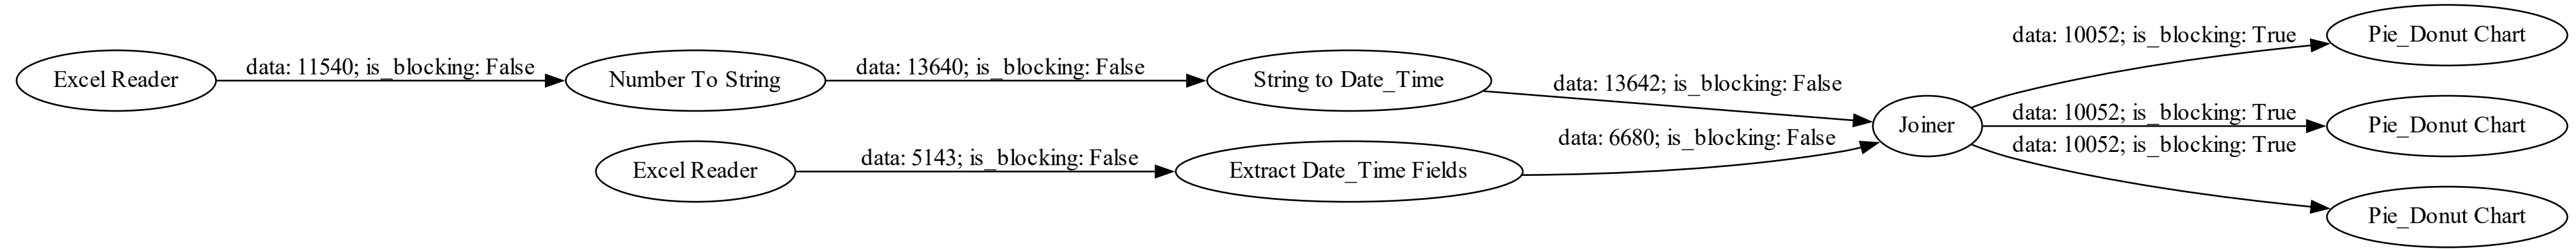 Excel Reader
data: 11540; is_blocking: False
Number To String
data: 13640; is_blocking: False
String to Date_Time
data: 13642; is_blocking: False
Excel Reader
data: 5143; is_blocking: False
Extract Date_Time Fields
data: 6680; is_blocking: False
Joiner
data: 10052; is_blocking: True
Pie_Donut Chart
data: 10052; is_blocking: True
Pie_Donut Chart
data: 10052; is_blocking: True
Pie_Donut Chart